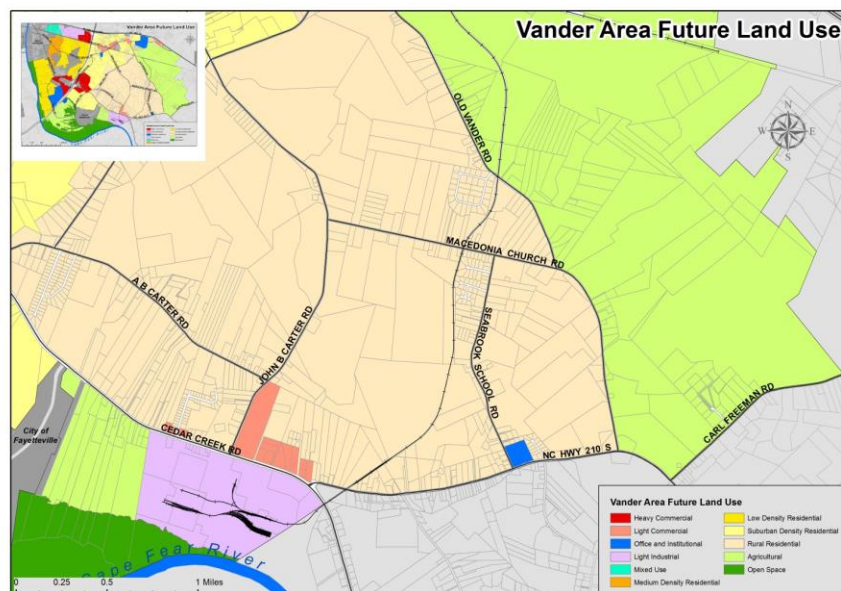 Vander Area Future Land Use
N
W
E
S
OLD VANDER RD
MACEDONIA CHURCH RD
A B CARTER RD
JOHN B CARTER RD
SEABROOK SCHOOL RD
CARL FREEMAN RD
CEDAR CREEK RD
NC HWY 210 S
City of
Fayetteville
Cape Fear River
0 0.25 0.5 1 Miles
Vander Area Future Land Use
Heavy Commercial
Light Commercial
Office and Institutional
Light Industrial
Mixed Use
Medium Density Residential
Low Density Residential
Suburban Density Residential
Rural Residential
Agricultural
Open Space